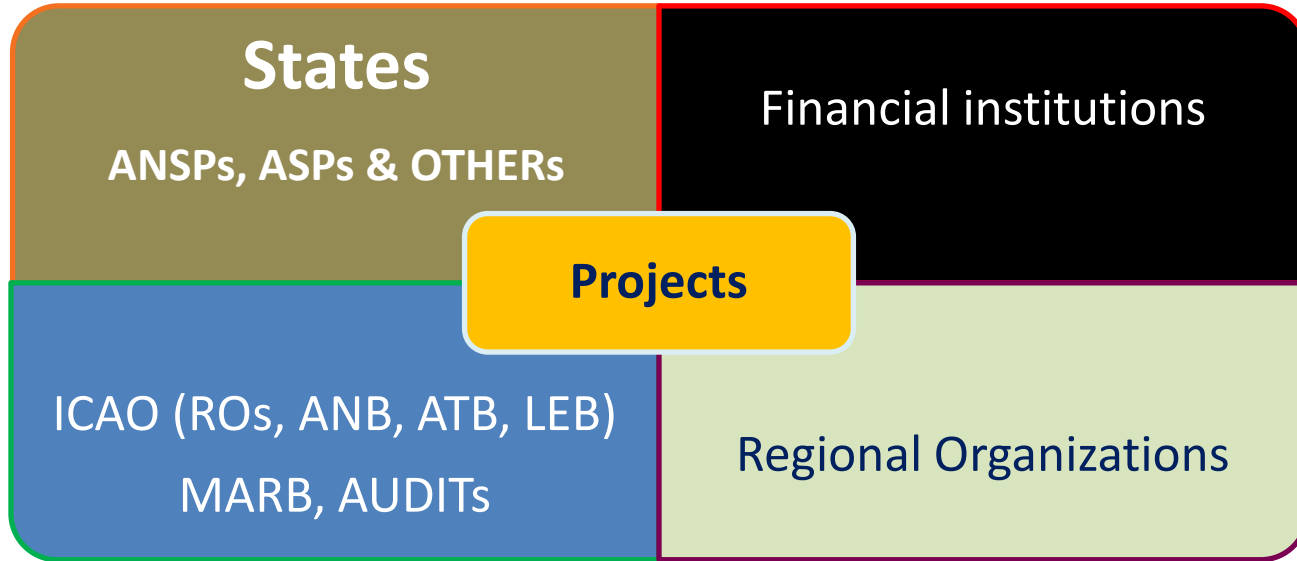 States
ANSPs, ASPs & OTHERs
Financial institutions
Projects
ICAO (ROs, ANB, ATB, LEB)
MARB, AUDITs
Regional Organizations